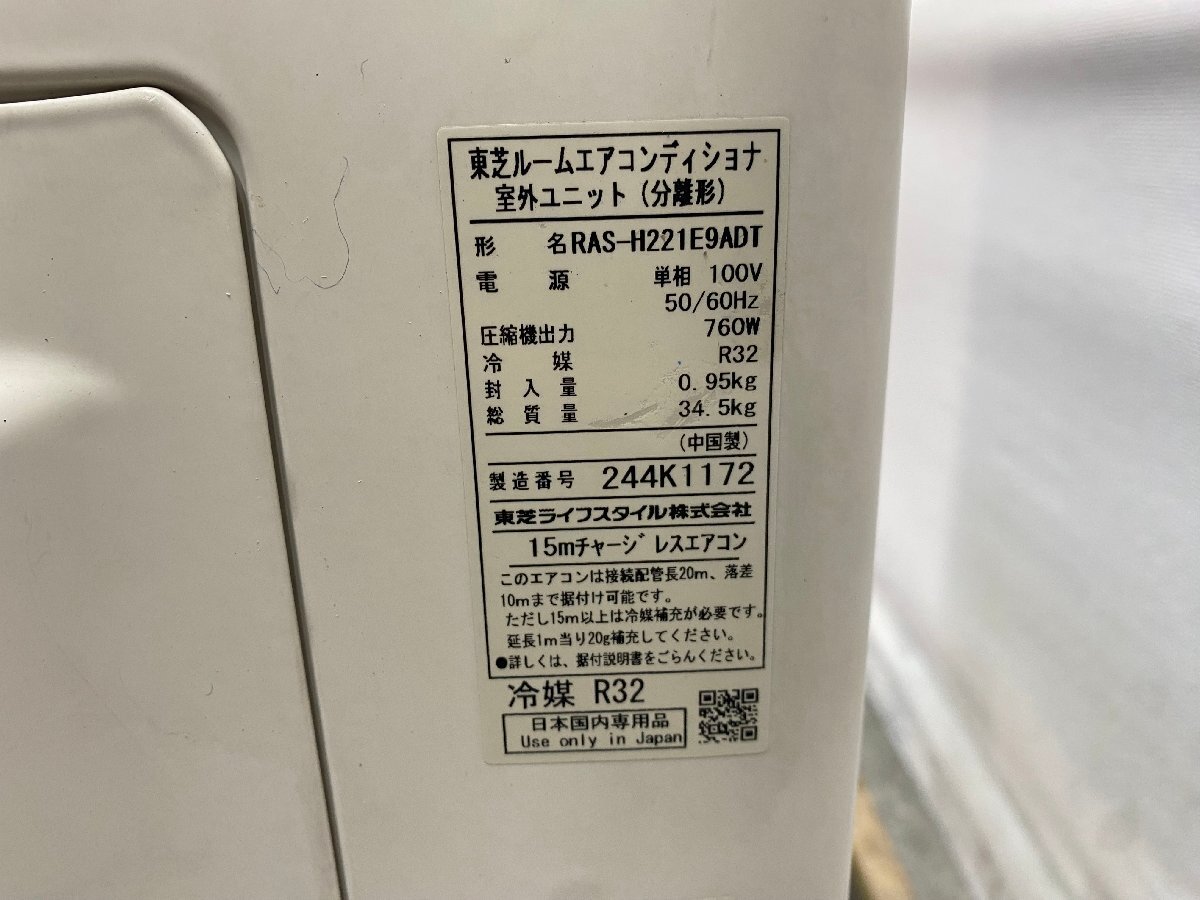 東芝ルームエアコンディショナ
室外ユニット(分離形)
形名 RAS-H221E9ADT
電源 単相 100V
50/60Hz
圧縮機出力 760W
冷媒 R32
封入量 0.95kg
総質量 34.5kg
(中国製)
製造番号 244K1172
東芝ライフスタイル株式会社
15mチャージレスエアコン
このエアコンは接続配管長20m、落差
10mまで据付け可能です。
ただし15m以上は冷媒補充が必要です。
延長1m当り20g補充してください。
●詳しくは、据付説明書をごらんください。
冷媒 R32
日本国内専用品
Use only in Japan